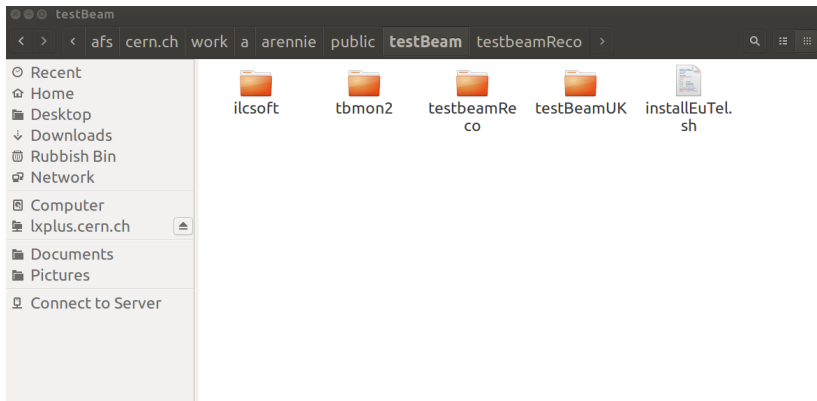 testBeam
afs cern.ch work a arennie public testBeam testbeamReco
Recent
Home
Desktop
Downloads
Rubbish Bin
Network
Computer
lxplus.cern.ch
Documents
Pictures
Connect to Server
ilcsoft
tbmon2
testbeamRe
co
testBeamUK
installEuTel.
sh